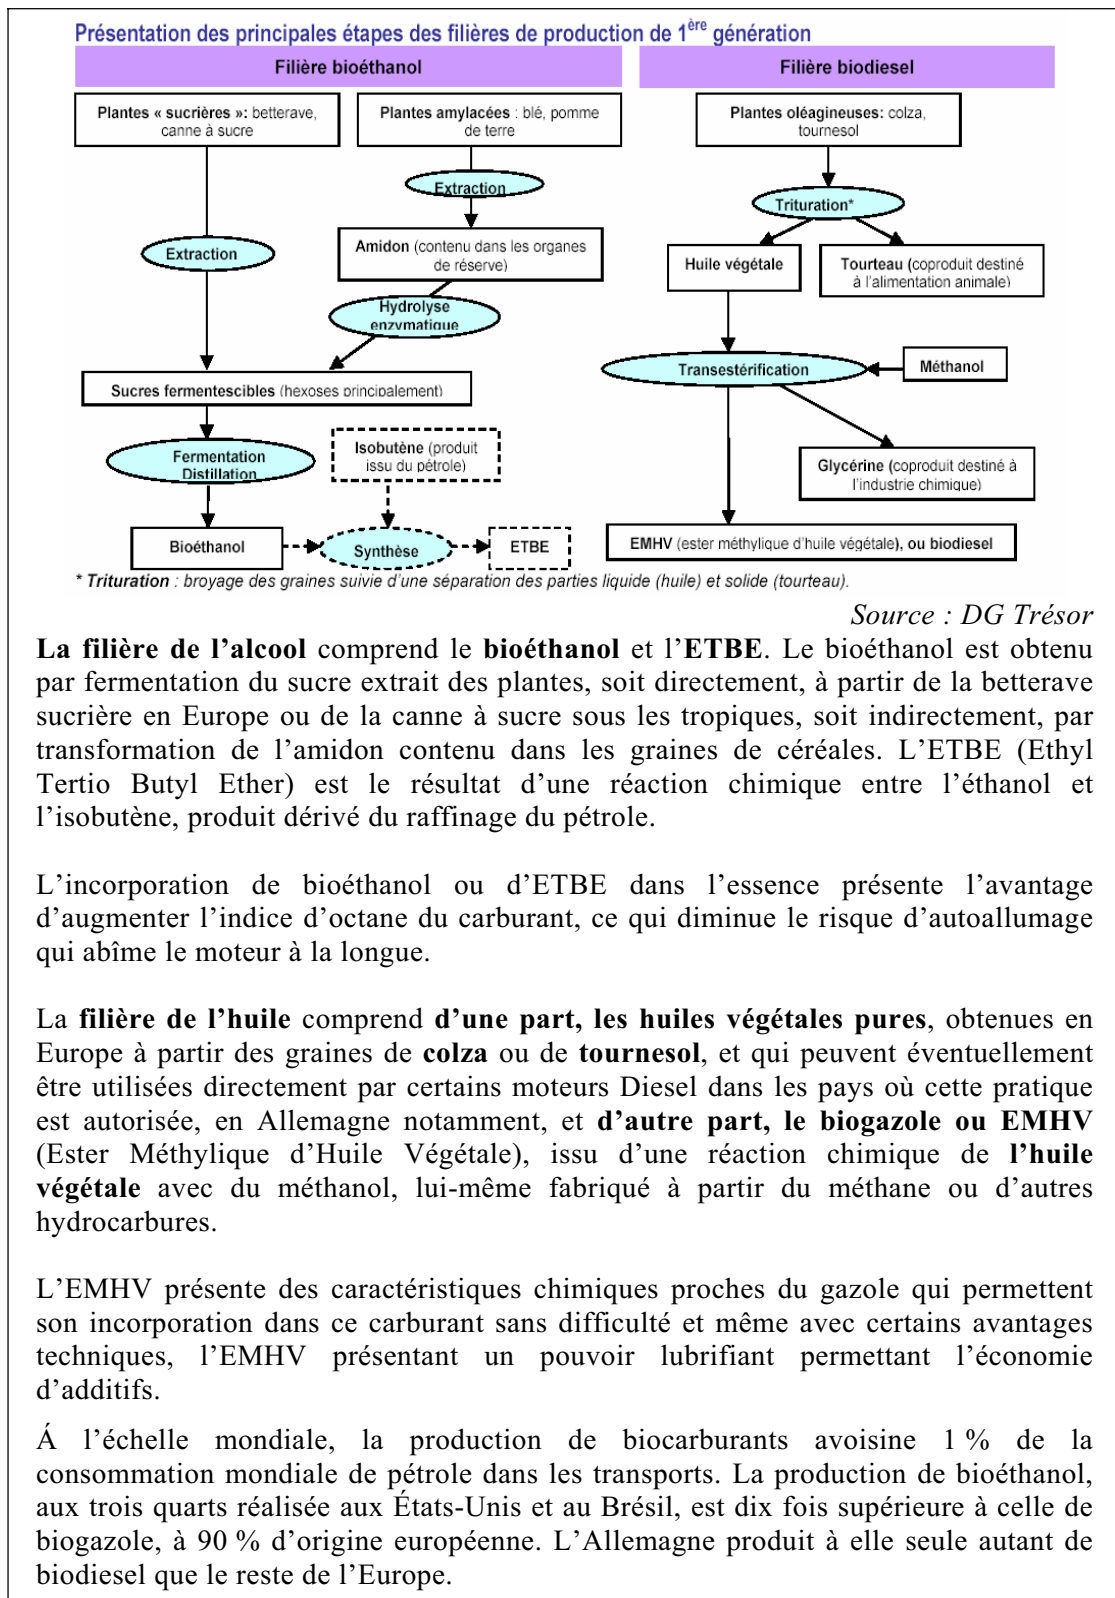 Présentation des principales étapes des filières de production de 1ère génération
Filière bioéthanol
Filière biodiesel
Plantes « sucrières »: betterave,
canne à sucre
Plantes amylacées : blé, pomme
de terre
Plantes oléagineuses: colza,
tournesol
Extraction
Trituration*
Extraction
Amidon (contenu dans les organes
de réserve)
Huile végétale
Tourteau (coproduit destiné
à l'alimentation animale)
Hydrolyse
enzymatique
Transestérification
Méthanol
Sucres fermentescibles (hexoses principalement)
Fermentation
Distillation
Isobutène (produit
issu du pétrole)
Glycérine (coproduit destiné à
l'industrie chimique)
Bioéthanol
Synthèse
ETBE
EMHV (ester méthylique d'huile végétale), ou biodiesel
* Trituration : broyage des graines suivie d'une séparation des parties liquide (huile) et solide (tourteau).
Source : DG Trésor
La filière de l'alcool comprend le bioéthanol et l'ETBE. Le bioéthanol est obtenu
par fermentation du sucre extrait des plantes, soit directement, à partir de la betterave
sucrière en Europe ou de la canne à sucre sous les tropiques, soit indirectement, par
transformation de l'amidon contenu dans les graines de céréales. L'ETBE (Ethyl
Tertio Butyl Ether) est le résultat d'une réaction chimique entre l'éthanol et
l'isobutène, produit dérivé du raffinage du pétrole.
L'incorporation de bioéthanol ou d'ETBE dans l'essence présente l'avantage
d'augmenter l'indice d'octane du carburant, ce qui diminue le risque d'autoallumage
qui abîme le moteur à la longue.
La filière de l'huile comprend d'une part, les huiles végétales pures, obtenues en
Europe à partir des graines de colza ou de tournesol, et qui peuvent éventuellement
être utilisées directement par certains moteurs Diesel dans les pays où cette pratique
est autorisée, en Allemagne notamment, et d'autre part, le biogazole ou EMHV
(Ester Méthylique d'Huile Végétale), issu d'une réaction chimique de l'huile
végétale avec du méthanol, lui-même fabriqué à partir du méthane ou d'autres
hydrocarbures.
L'EMHV présente des caractéristiques chimiques proches du gazole qui permettent
son incorporation dans ce carburant sans difficulté et même avec certains avantages
techniques, l'EMHV présentant un pouvoir lubrifiant permettant l'économie
d'additifs.
Á l'échelle mondiale, la production de biocarburants avoisine 1 % de la
consommation mondiale de pétrole dans les transports. La production de bioéthanol,
aux trois quarts réalisée aux États-Unis et au Brésil, est dix fois supérieure à celle de
biogazole, à 90 % d'origine européenne. L'Allemagne produit à elle seule autant de
biodiesel que le reste de l'Europe.